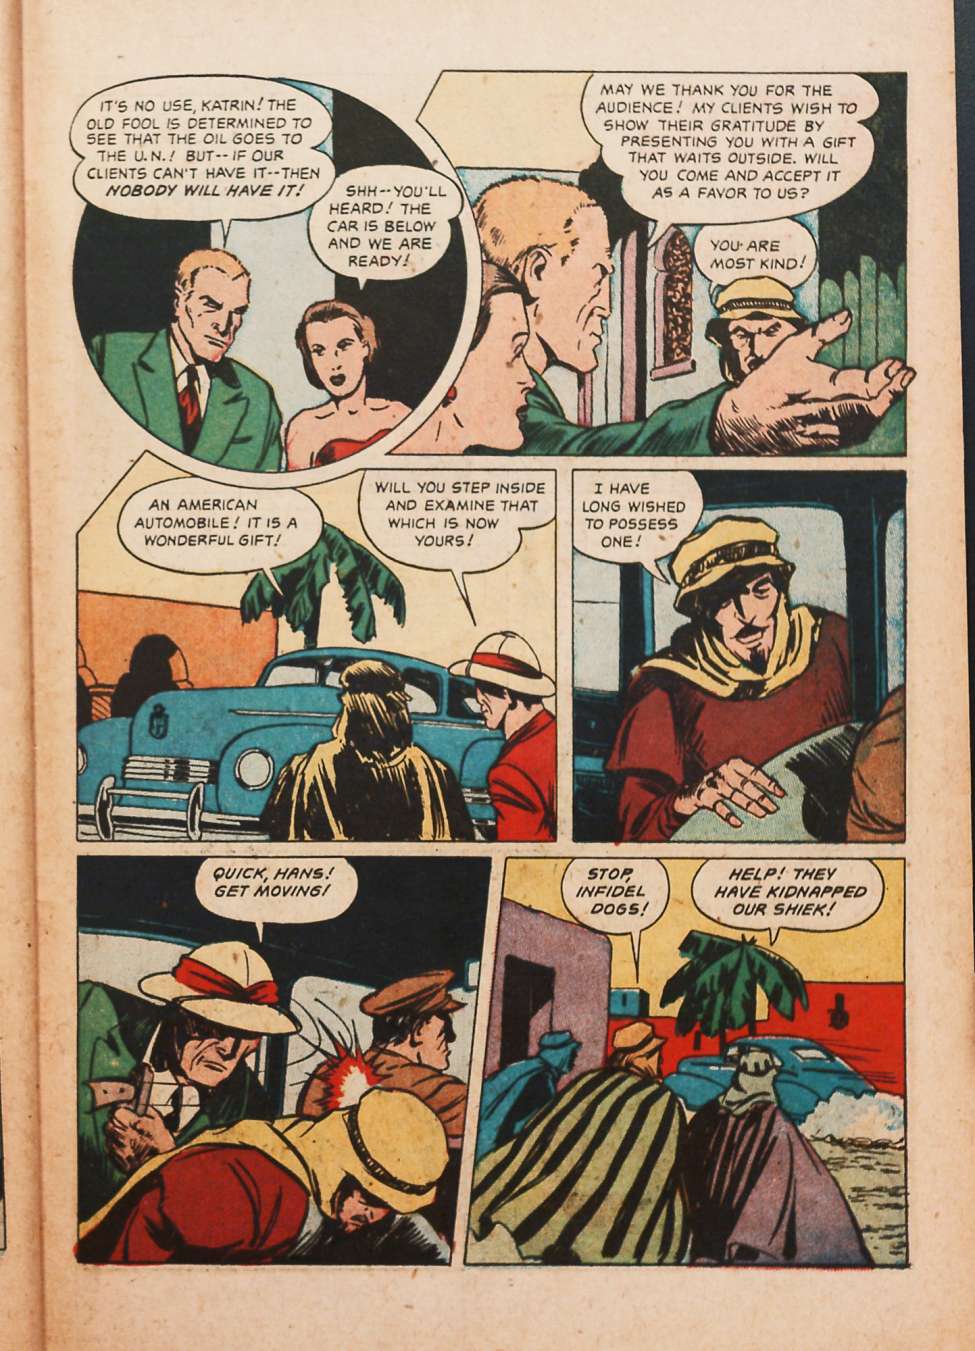 IT'S NO USE, KATRIN! THE
OLD FOOL IS DETERMINED TO
SEE THAT THE OIL GOES TO
THE U.N.! BUT--IF OUR
CLIENTS CAN'T HAVE IT--THEN
NOBODY WILL HAVE IT!
SHH--YOU'LL
HEARD! THE
CAR IS BELOW
AND WE ARE
READY!
MAY WE THANK YOU FOR THE
AUDIENCE! MY CLIENTS WISH TO
SHOW THEIR GRATITUDE BY
PRESENTING YOU WITH A GIFT
THAT WAITS OUTSIDE. WILL
YOU COME AND ACCEPT IT
AS A FAVOR TO US?
YOU ARE
MOST KIND!
AN AMERICAN
AUTOMOBILE! IT IS A
WONDERFUL GIFT!
WILL YOU STEP INSIDE
AND EXAMINE THAT
WHICH IS NOW
YOURS!
I HAVE
LONG WISHED
TO POSSESS
ONE!
QUICK, HANS!
GET MOVING!
STOP,
INFIDEL
DOGS!
HELP! THEY
HAVE KIDNAPPED
OUR SHIEK!